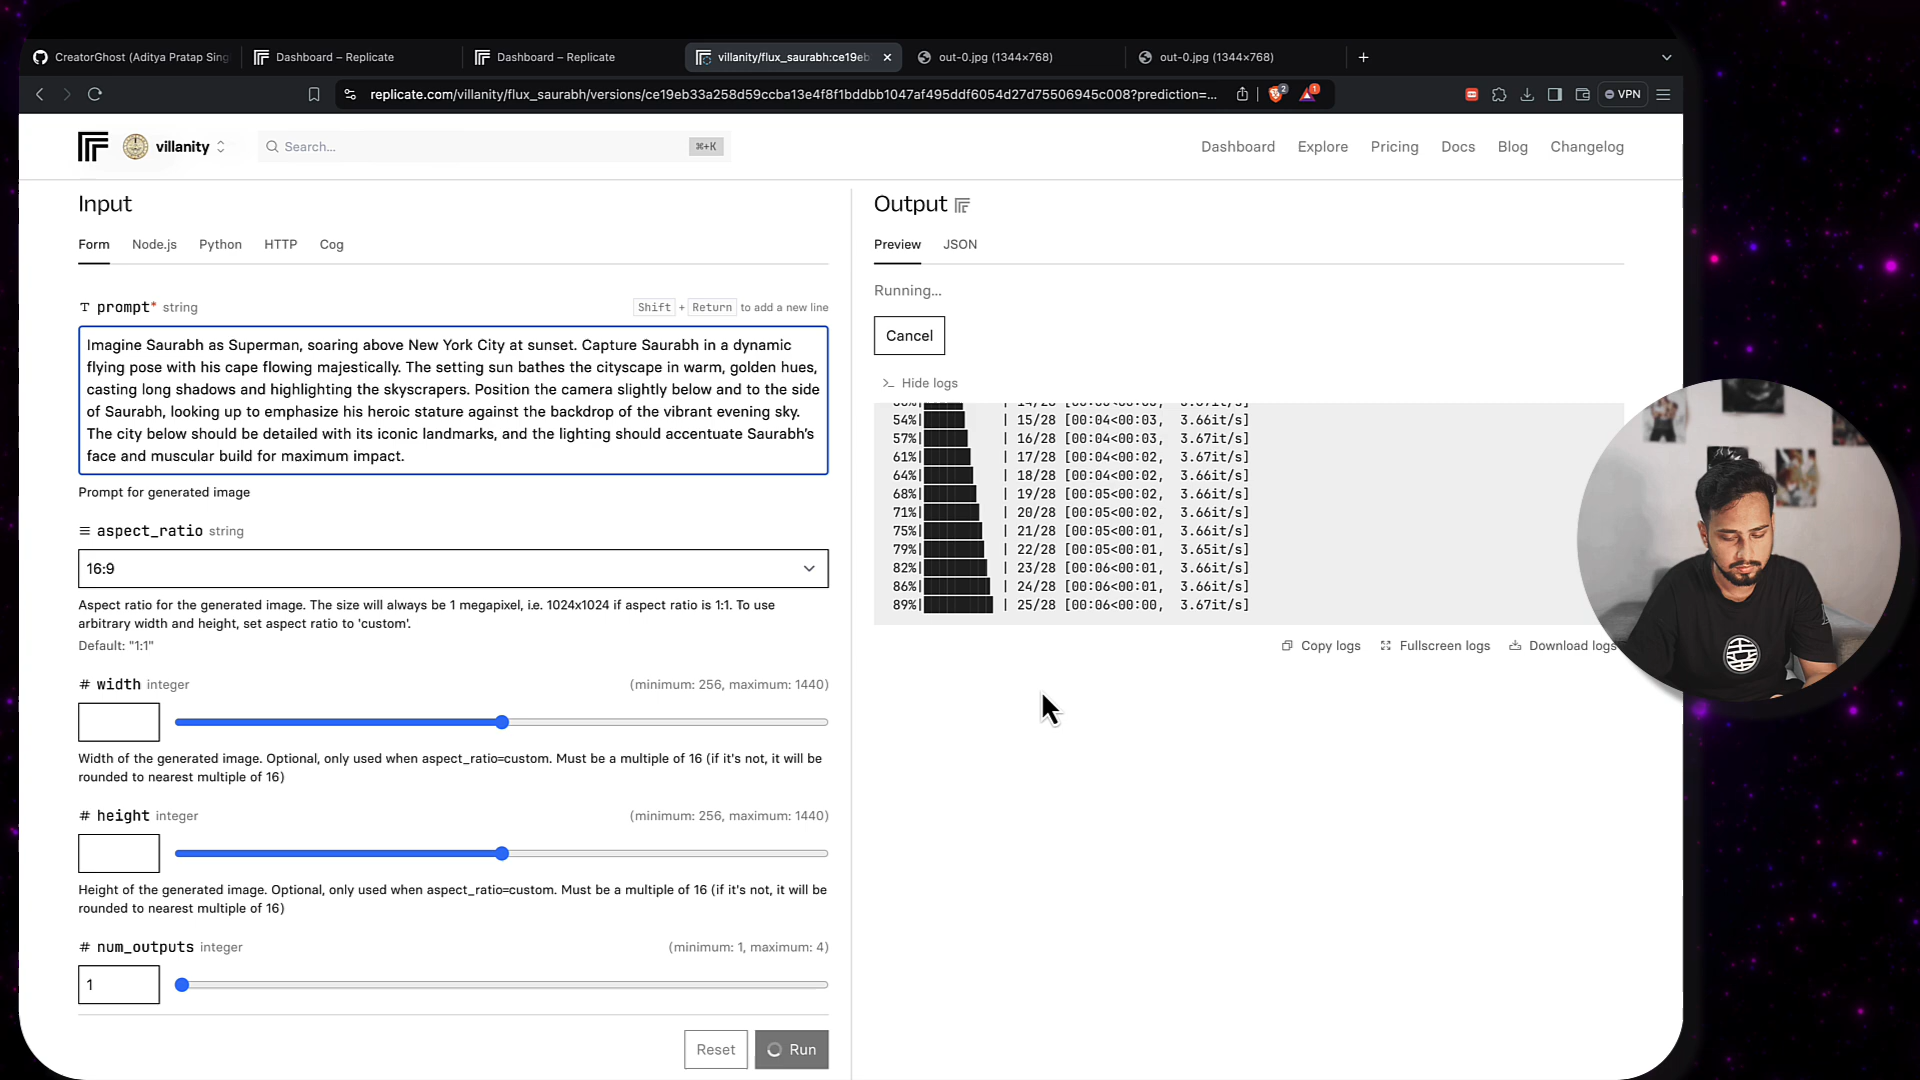 CreatorGhost (Aditya Pratap Sing
Dashboard – Replicate
Dashboard – Replicate
villanity/flux_saurabh:ce19eb
out-0.jpg (1344×768)
out-0.jpg (1344×768)
replicate.com/villanity/flux_saurabh/versions/ce19eb33a258d59ccba13e4f8f1bddbb1047af495ddf6054d27d75506945c008?prediction=...
2
1
VPN
villanity
Search...
⌘+K
Dashboard
Explore
Pricing
Docs
Blog
Changelog
Input
Form
Node.js
Python
HTTP
Cog
T prompt* string
Shift + Return to add a new line
Imagine Saurabh as Superman, soaring above New York City at sunset. Capture Saurabh in a dynamic
flying pose with his cape flowing majestically. The setting sun bathes the cityscape in warm, golden hues,
casting long shadows and highlighting the skyscrapers. Position the camera slightly below and to the side
of Saurabh, looking up to emphasize his heroic stature against the backdrop of the vibrant evening sky.
The city below should be detailed with its iconic landmarks, and the lighting should accentuate Saurabh's
face and muscular build for maximum impact.
Prompt for generated image
aspect_ratio string
16:9
Aspect ratio for the generated image. The size will always be 1 megapixel, i.e. 1024x1024 if aspect ratio is 1:1. To use
arbitrary width and height, set aspect ratio to 'custom'.
Default: "1:1"
# width integer
(minimum: 256, maximum: 1440)
Width of the generated image. Optional, only used when aspect_ratio=custom. Must be a multiple of 16 (if it's not, it will be
rounded to nearest multiple of 16)
# height integer
(minimum: 256, maximum: 1440)
Height of the generated image. Optional, only used when aspect_ratio=custom. Must be a multiple of 16 (if it's not, it will be
rounded to nearest multiple of 16)
# num_outputs integer
(minimum: 1, maximum: 4)
1
Reset
Run
Output
Preview
JSON
Running...
Cancel
Hide logs
54%| | 15/28 [00:04<00:03, 3.66it/s]
57%| | 16/28 [00:04<00:03, 3.67it/s]
61%| | 17/28 [00:04<00:02, 3.67it/s]
64%| | 18/28 [00:04<00:02, 3.66it/s]
68%| | 19/28 [00:05<00:02, 3.66it/s]
71%| | 20/28 [00:05<00:02, 3.66it/s]
75%| | 21/28 [00:05<00:01, 3.66it/s]
79%| | 22/28 [00:05<00:01, 3.65it/s]
82%| | 23/28 [00:06<00:01, 3.66it/s]
86%| | 24/28 [00:06<00:01, 3.66it/s]
89%| | 25/28 [00:06<00:00, 3.67it/s]
Copy logs
Fullscreen logs
Download logs